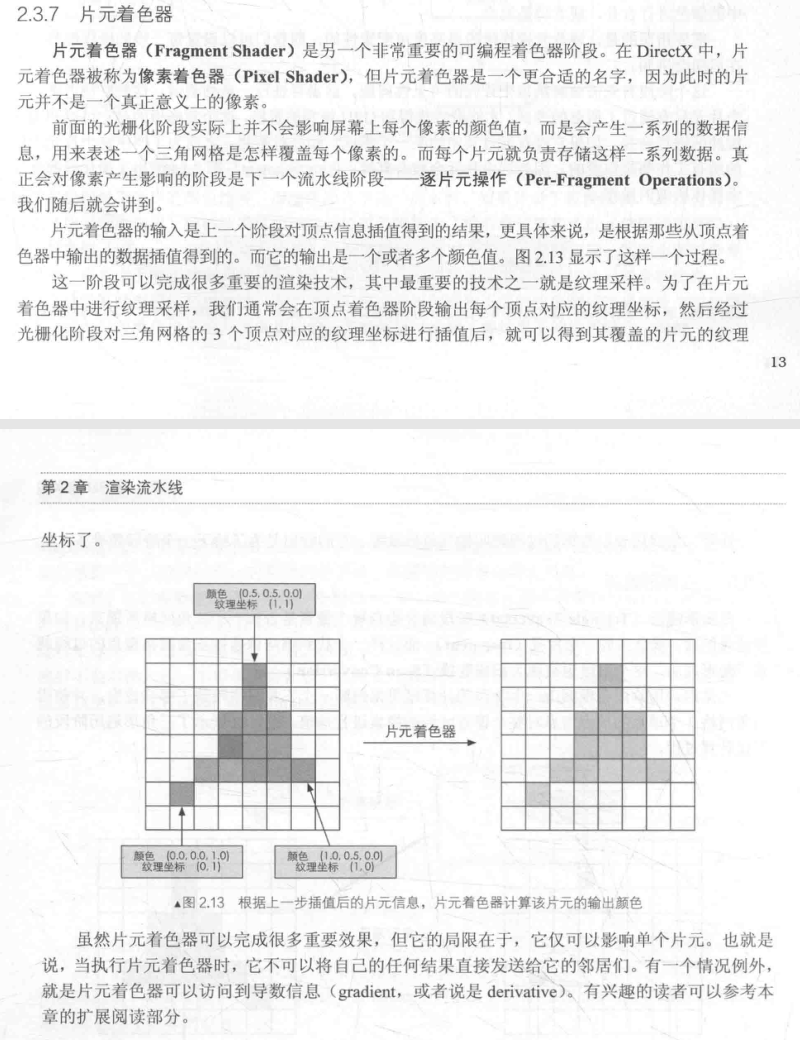 2.3.7 片元着色器
片元着色器（Fragment Shader）是另一个非常重要的可编程着色器阶段。在 DirectX 中，片
元着色器被称为像素着色器（Pixel Shader），但片元着色器是一个更合适的名字，因为此时的片
元并不是一个真正意义上的像素。
前面的光栅化阶段实际上并不会影响屏幕上每个像素的颜色值，而是会产生一系列的数据信
息，用来表述一个三角网格是怎样覆盖每个像素的。而每个片元就负责存储这样一系列数据。真
正会对像素产生影响的阶段是下一个流水线阶段——逐片元操作（Per-Fragment Operations）。
我们随后就会讲到。
片元着色器的输入是上一个阶段对顶点信息插值得到的结果，更具体来说，是根据那些从顶点着
色器中输出的数据插值得到的。而它的输出是一个或者多个颜色值。图 2.13 显示了这样一个过程。
这一阶段可以完成很多重要的渲染技术，其中最重要的技术之一就是纹理采样。为了在片元
着色器中进行纹理采样，我们通常会在顶点着色器阶段输出每个顶点对应的纹理坐标，然后经过
光栅化阶段对三角网格的 3 个顶点对应的纹理坐标进行插值后，就可以得到其覆盖的片元的纹理
13
第 2 章 渲染流水线
坐标了。
颜色 (0.5, 0.5, 0.0)
纹理坐标 (1, 1)
片元着色器
颜色 (0.0, 0.0, 1.0)
纹理坐标 (0, 1)
颜色 (1.0, 0.5, 0.0)
纹理坐标 (1, 0)
▲图 2.13 根据上一步插值后的片元信息，片元着色器计算该片元的输出颜色
虽然片元着色器可以完成很多重要效果，但它的局限在于，它仅可以影响单个片元。也就是
说，当执行片元着色器时，它不可以将自己的任何结果直接发送给它的邻居们。有一个情况例外，
就是片元着色器可以访问到导数信息（gradient，或者说是 derivative）。有兴趣的读者可以参考本
章的扩展阅读部分。